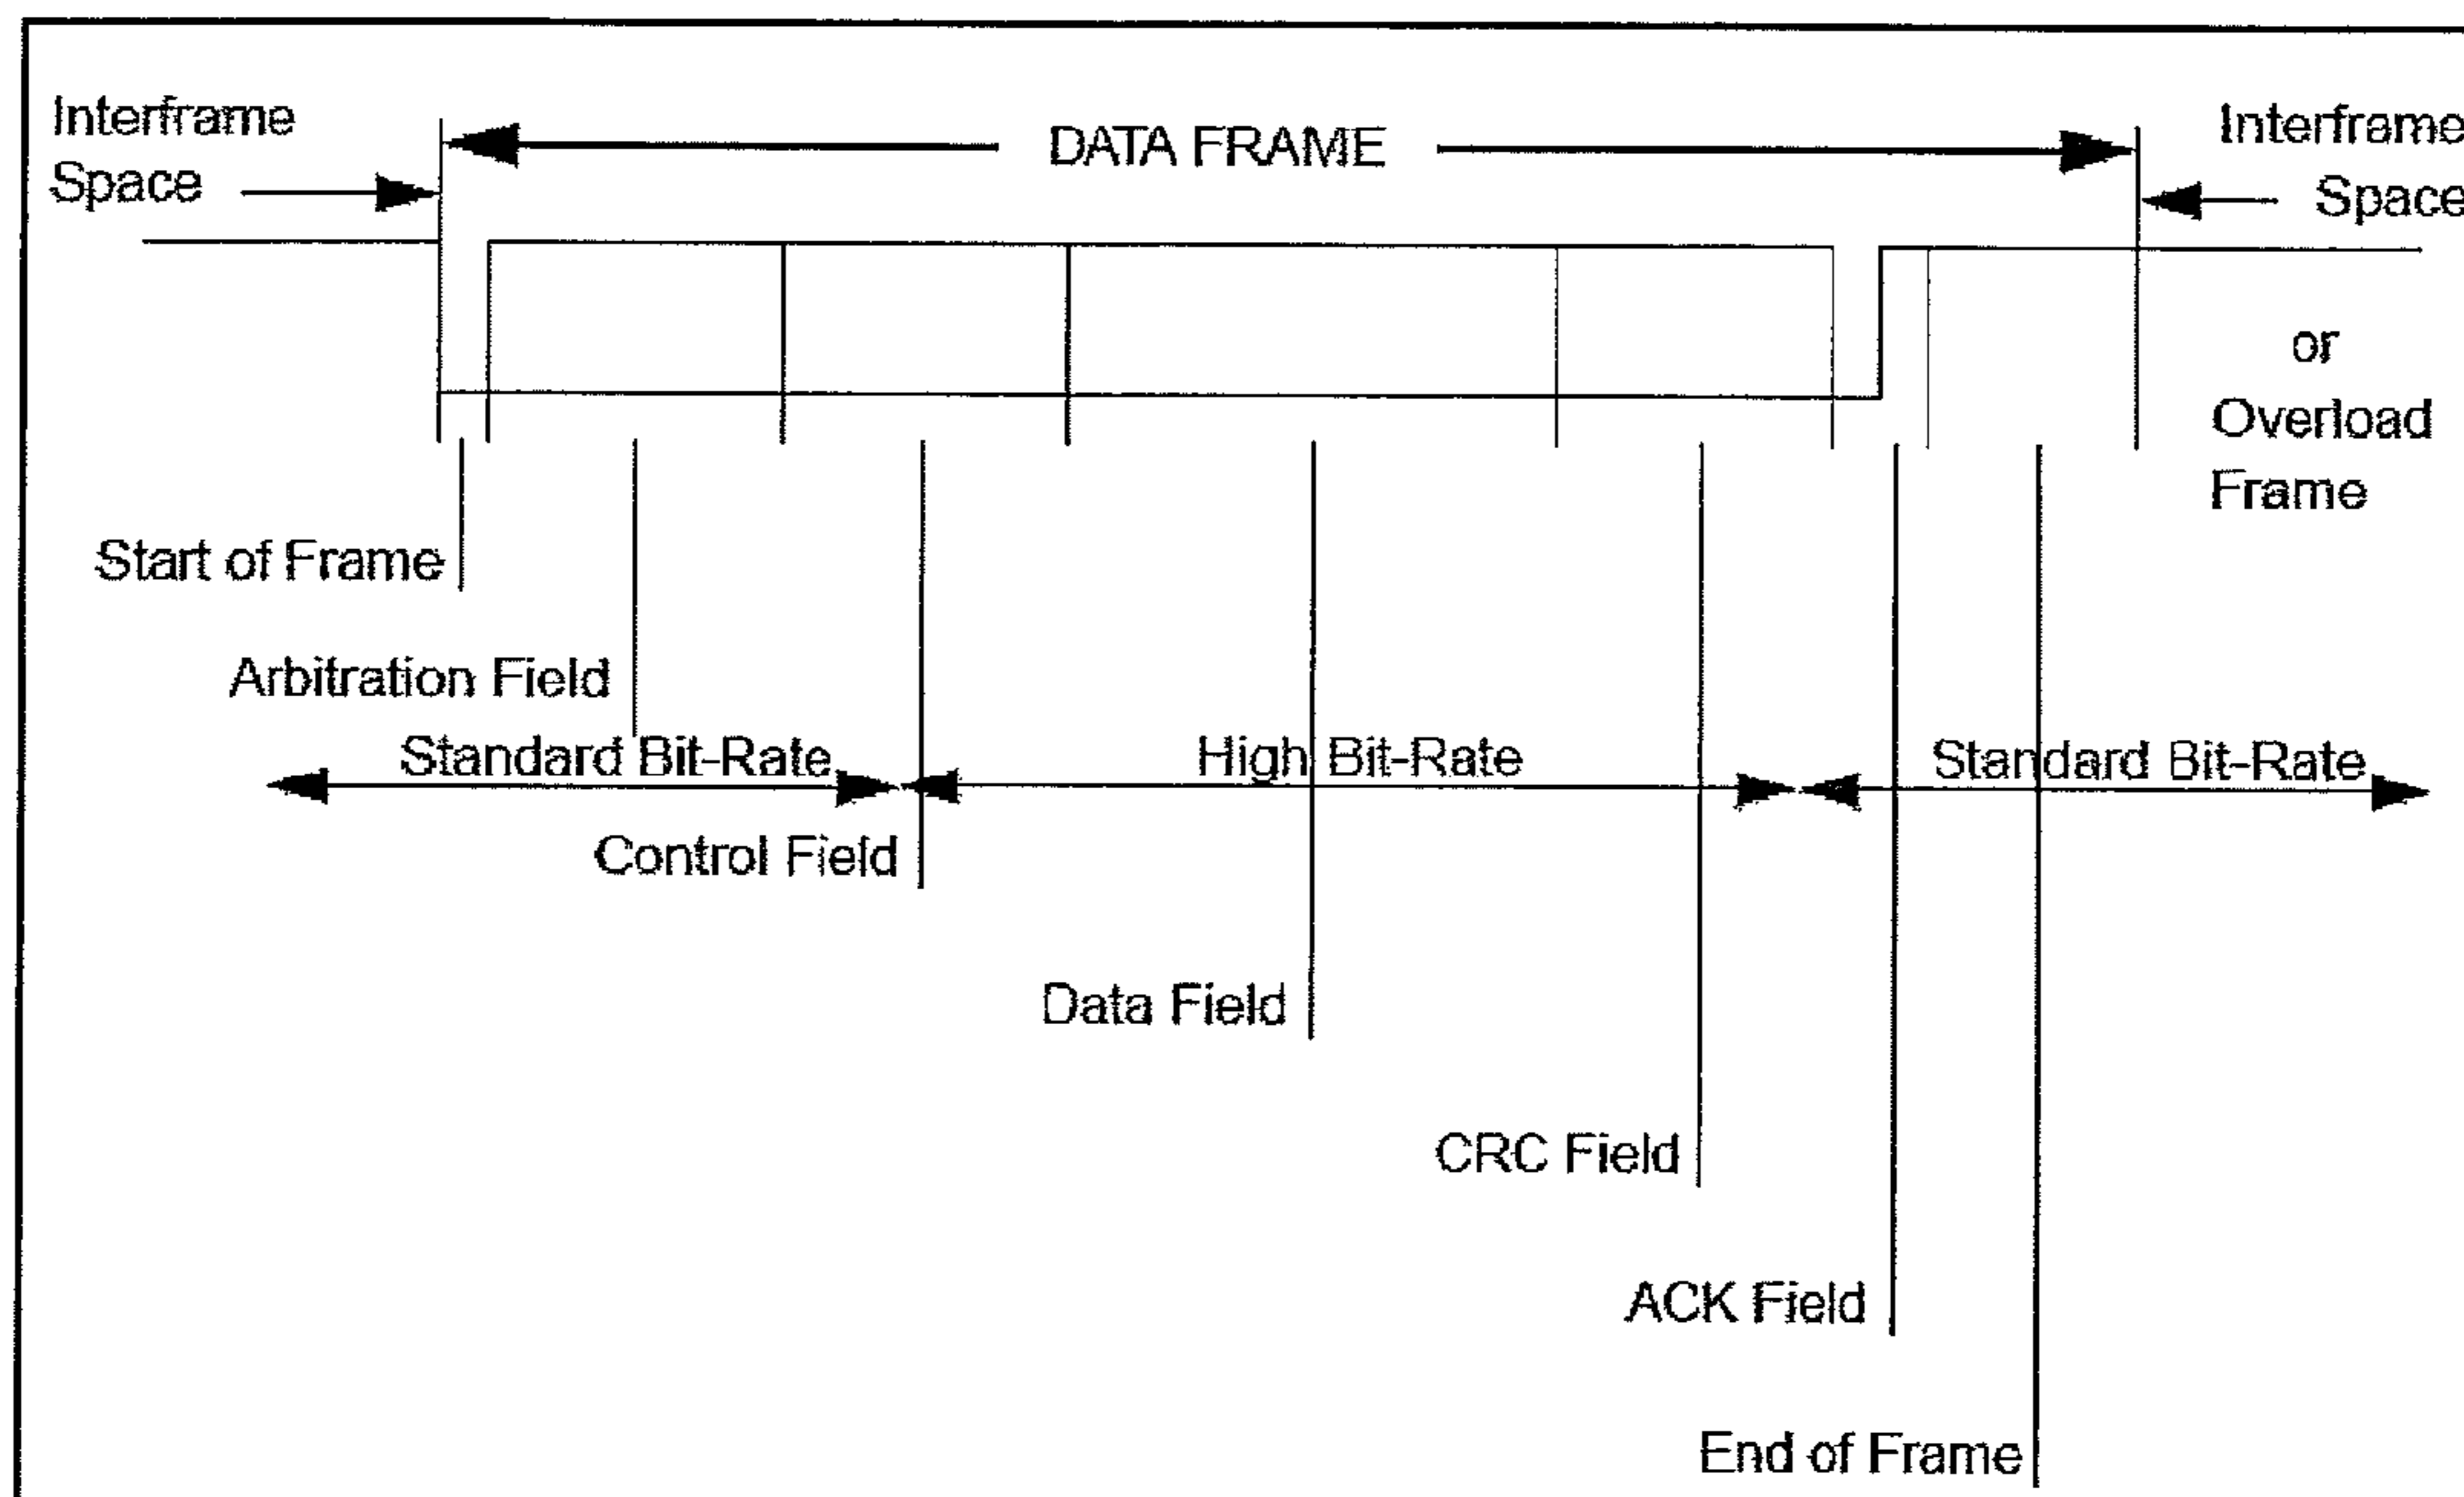 Interframe
Space
DATA FRAME
Interframe
Space
or
Overload
Frame
Start of Frame
Arbitration Field
Standard Bit-Rate
High Bit-Rate
Standard Bit-Rate
Control Field
Data Field
CRC Field
ACK Field
End of Frame